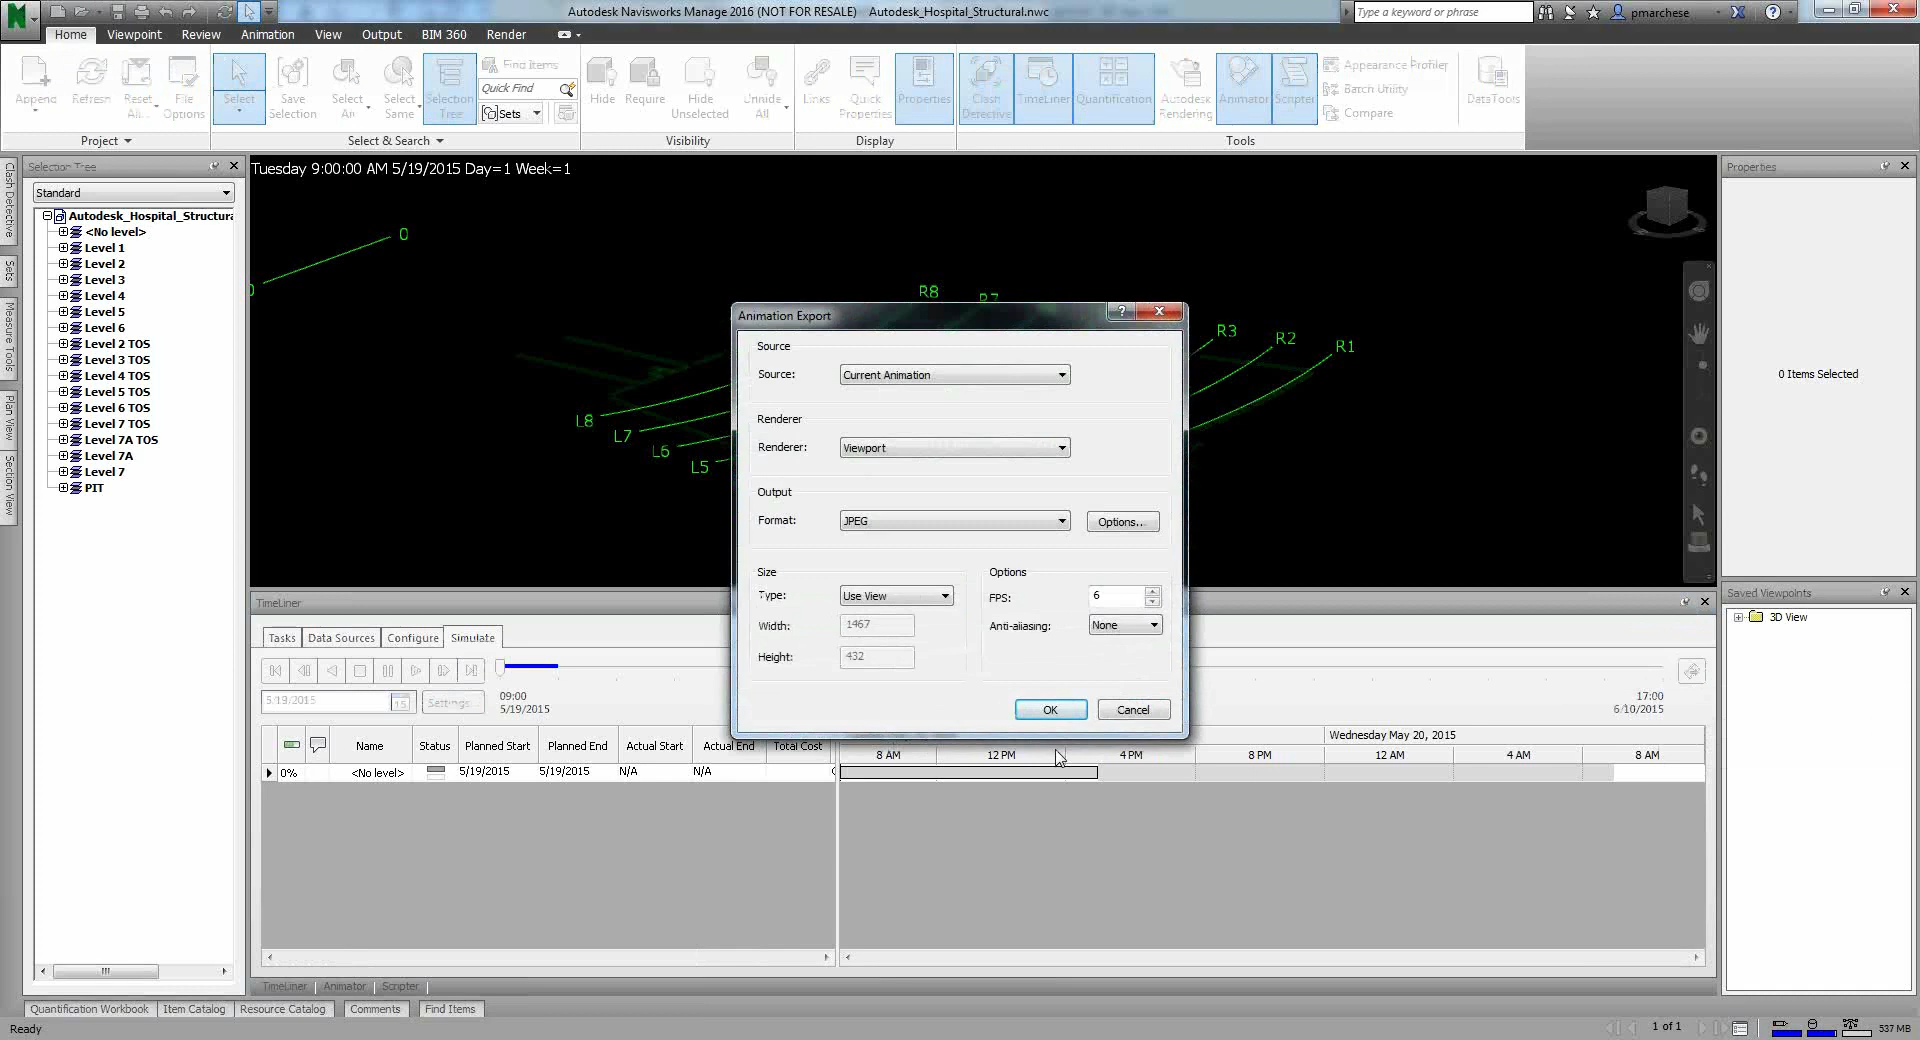 Autodesk Navisworks Manage 2016 (NOT FOR RESALE) Autodesk_Hospital_Structural.nwc
Type a keyword or phrase
pmarchese
Home Viewpoint Review Animation View Output BIM 360 Render
Append
Refresh
Reset All...
File Options
Project
Select
Save Selection
Select All
Select Same
Selection Tree
Find Items
Quick Find
Sets
Select & Search
Hide
Require
Hide Unselected
Unhide All
Visibility
Links
Quick Properties
Properties
Display
Clash Detective
TimeLiner
Quantification
Autodesk Rendering
Animator
Scripter
Appearance Profiler
Batch Utility
Compare
DataTools
Tools
Clash Detective
Sets
Measure Tools
Plan View
Section View
Selection Tree
Standard
Autodesk_Hospital_Structura
<No level>
Level 1
Level 2
Level 3
Level 4
Level 5
Level 6
Level 2 TOS
Level 3 TOS
Level 4 TOS
Level 5 TOS
Level 6 TOS
Level 7 TOS
Level 7A TOS
Level 7A
Level 7
PIT
Tuesday 9:00:00 AM 5/19/2015 Day=1 Week=1
0
R8
R7
R3
R2
R1
L8
L7
L6
L5
Properties
0 Items Selected
Animation Export
Source
Source: Current Animation
Renderer
Renderer: Viewport
Output
Format: JPEG Options...
Size
Type: Use View
Width: 1467
Height: 432
Options
FPS: 6
Anti-aliasing: None
OK Cancel
TimeLiner
Tasks Data Sources Configure Simulate
5/19/2015 15 Settings...
09:00
5/19/2015
17:00
6/10/2015
Name Status Planned Start Planned End Actual Start Actual End Total Cost
0% <No level> 5/19/2015 5/19/2015 N/A N/A
Wednesday May 20, 2015
8 AM 12 PM 4 PM 8 PM 12 AM 4 AM 8 AM
TimeLiner Animator Scripter
Saved Viewpoints
3D View
Quantification Workbook Item Catalog Resource Catalog Comments Find Items
Ready
1 of 1
537 MB